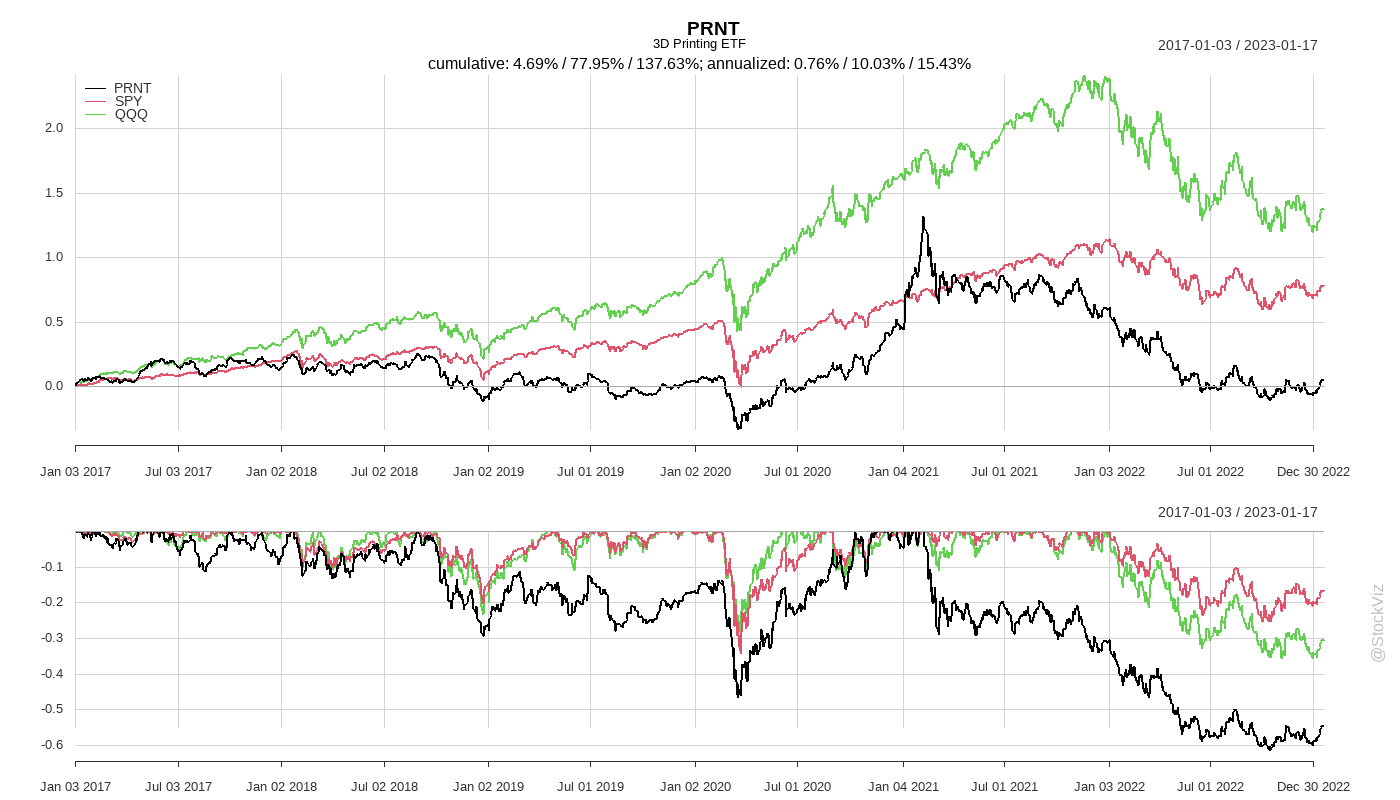 PRNT
3D Printing ETF
2017-01-03 / 2023-01-17
cumulative: 4.69% / 77.95% / 137.63%; annualized: 0.76% / 10.03% / 15.43%
PRNT
SPY
QQQ
2.0
1.5
1.0
0.5
0.0
Jan 03 2017 Jul 03 2017 Jan 02 2018 Jul 02 2018 Jan 02 2019 Jul 01 2019 Jan 02 2020 Jul 01 2020 Jan 04 2021 Jul 01 2021 Jan 03 2022 Jul 01 2022 Dec 30 2022
2017-01-03 / 2023-01-17
-0.1
-0.2
-0.3
-0.4
-0.5
-0.6
Jan 03 2017 Jul 03 2017 Jan 02 2018 Jul 02 2018 Jan 02 2019 Jul 01 2019 Jan 02 2020 Jul 01 2020 Jan 04 2021 Jul 01 2021 Jan 03 2022 Jul 01 2022 Dec 30 2022
@StockViz